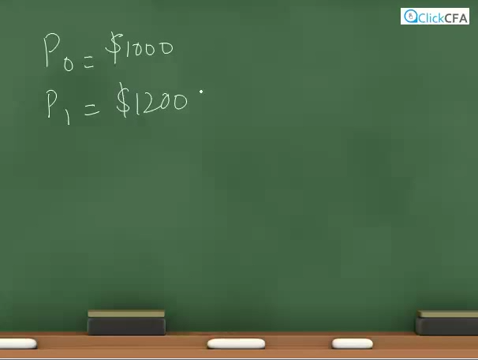 ClickCFA
P0 = $1000
P1 = $1200